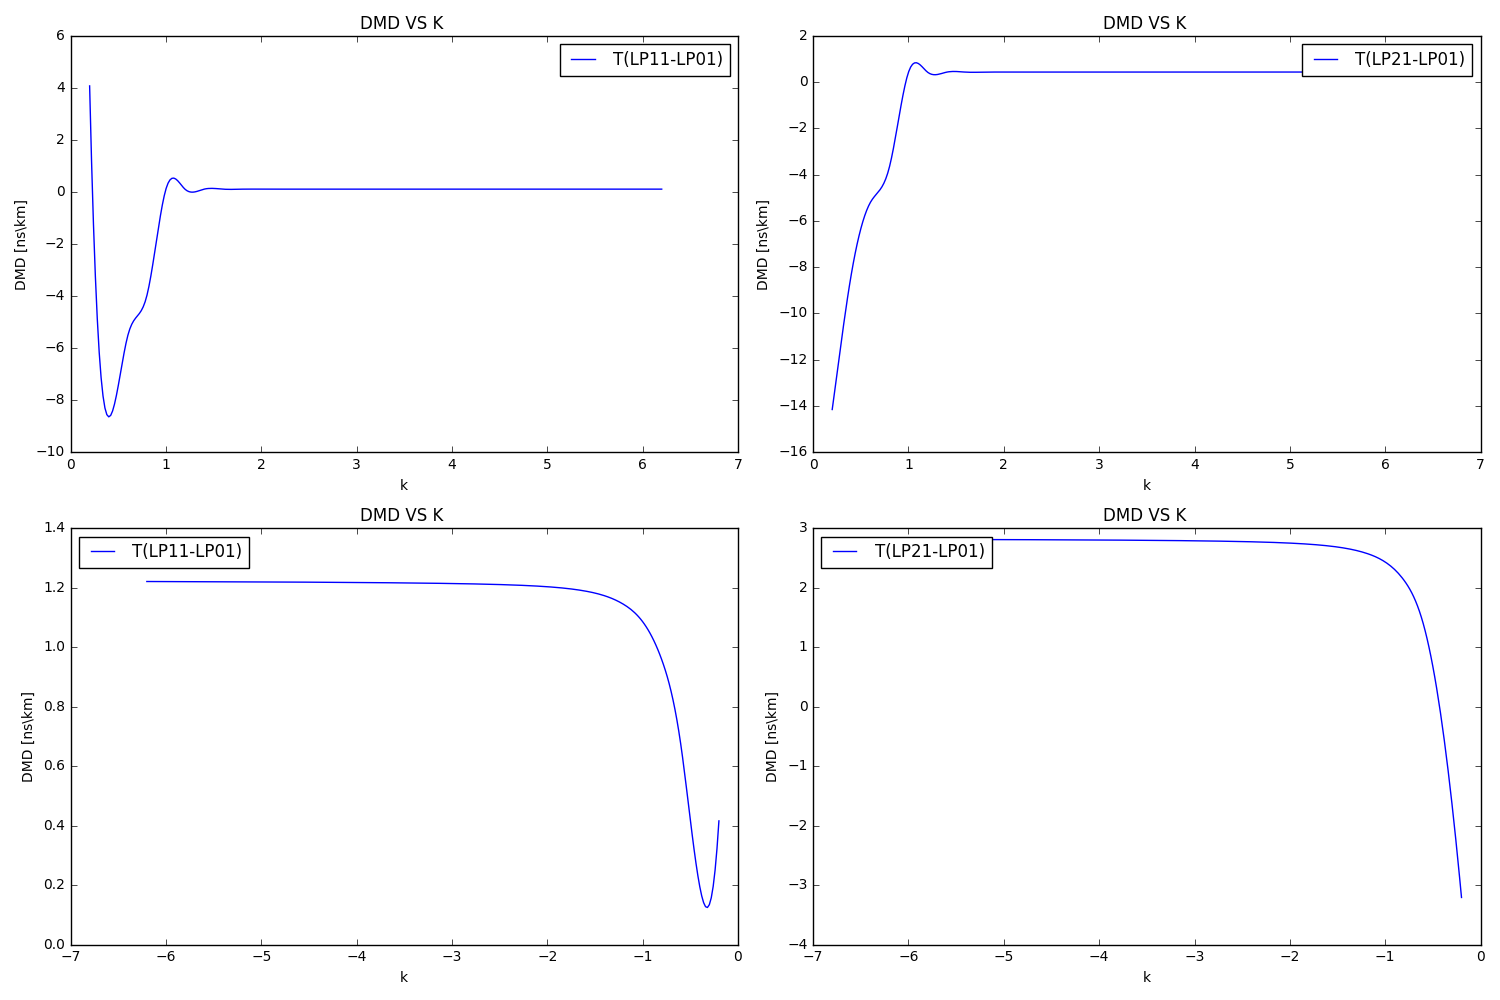 DMD VS K
T(LP11-LP01)
DMD [ns\km]
6
4
2
0
−2
−4
−6
−8
−10
0 1 2 3 4 5 6 7
k
DMD VS K
T(LP21-LP01)
DMD [ns\km]
2
0
−2
−4
−6
−8
−10
−12
−14
−16
0 1 2 3 4 5 6 7
k
DMD VS K
T(LP11-LP01)
DMD [ns\km]
1.4
1.2
1.0
0.8
0.6
0.4
0.2
0.0
−7 −6 −5 −4 −3 −2 −1 0
k
DMD VS K
T(LP21-LP01)
DMD [ns\km]
3
2
1
0
−1
−2
−3
−4
−7 −6 −5 −4 −3 −2 −1 0
k